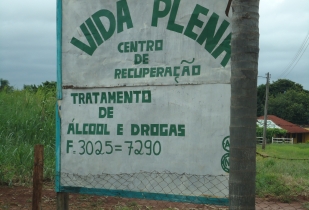 VIDA PLENA
CENTRO
DE
RECUPERAÇÃO
TRATAMENTO
DE
ÁLCOOL E DROGAS
F. 3025=7290